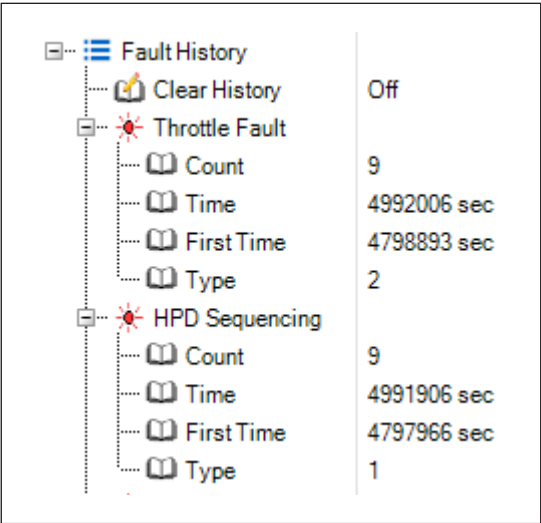 Fault History
Clear History Off
Throttle Fault
Count 9
Time 4992006 sec
First Time 4798893 sec
Type 2
HPD Sequencing
Count 9
Time 4991906 sec
First Time 4797966 sec
Type 1